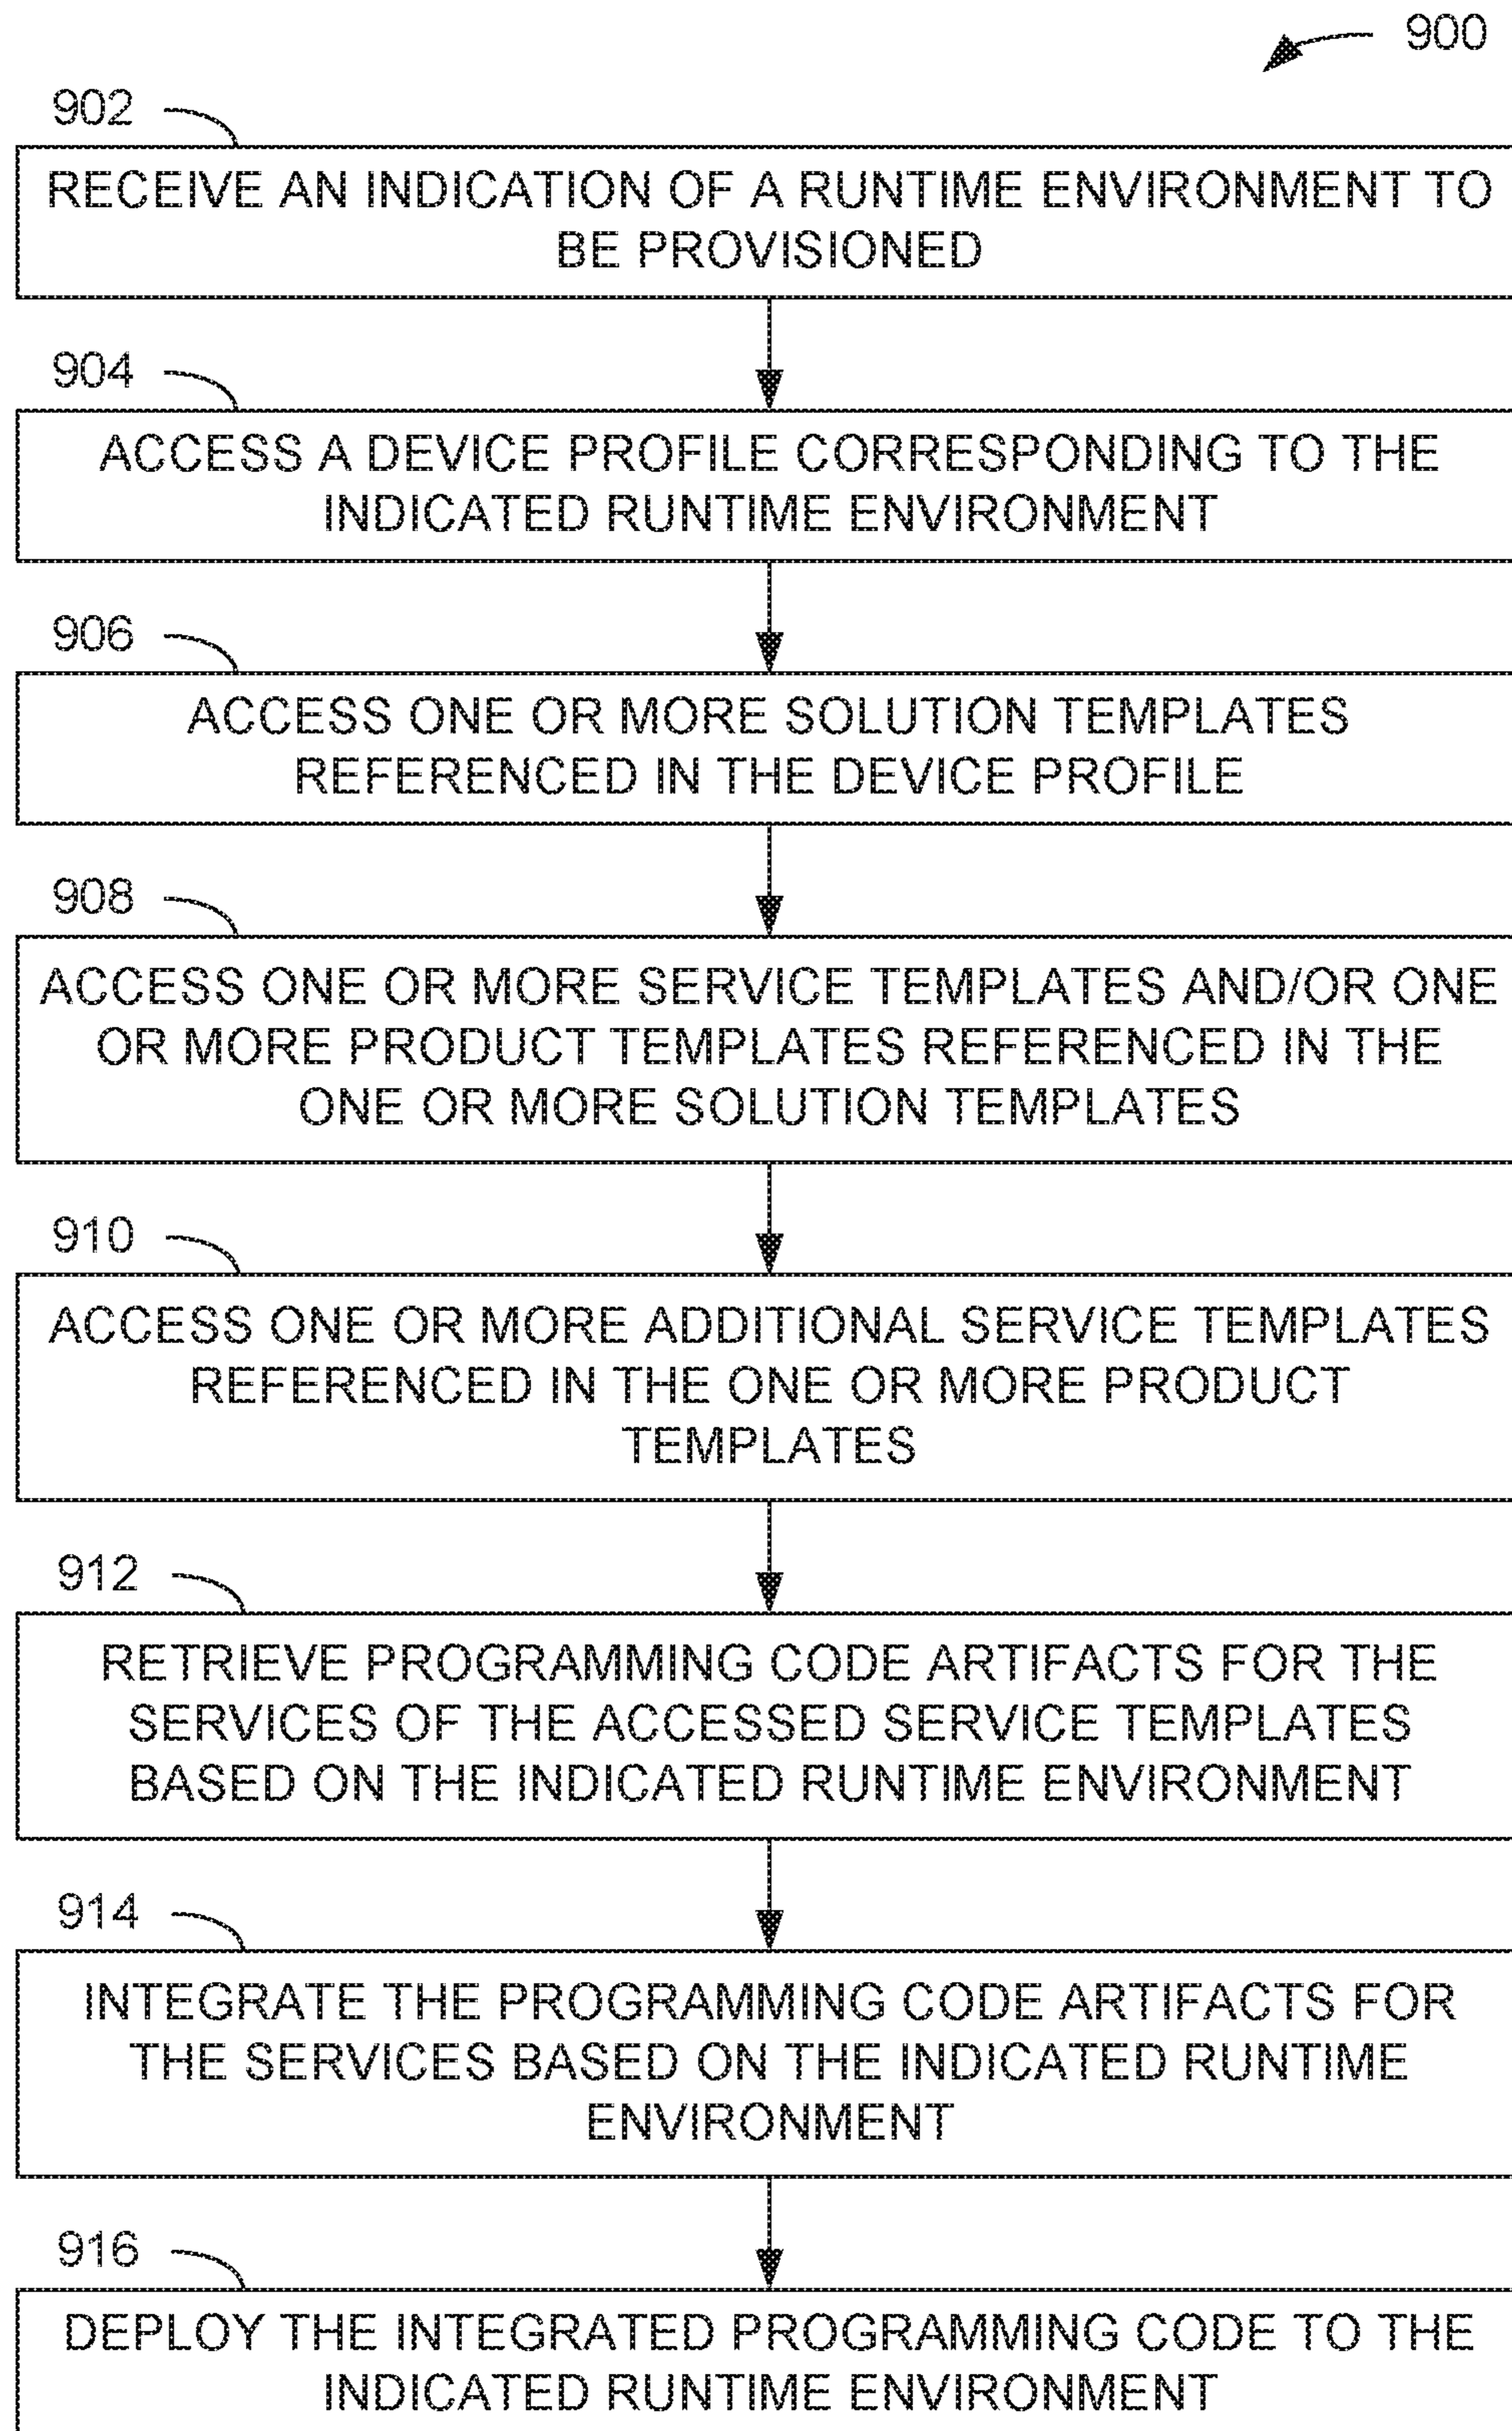 900
902
RECEIVE AN INDICATION OF A RUNTIME ENVIRONMENT TO
BE PROVISIONED
904
ACCESS A DEVICE PROFILE CORRESPONDING TO THE
INDICATED RUNTIME ENVIRONMENT
906
ACCESS ONE OR MORE SOLUTION TEMPLATES
REFERENCED IN THE DEVICE PROFILE
908
ACCESS ONE OR MORE SERVICE TEMPLATES AND/OR ONE
OR MORE PRODUCT TEMPLATES REFERENCED IN THE
ONE OR MORE SOLUTION TEMPLATES
910
ACCESS ONE OR MORE ADDITIONAL SERVICE TEMPLATES
REFERENCED IN THE ONE OR MORE PRODUCT
TEMPLATES
912
RETRIEVE PROGRAMMING CODE ARTIFACTS FOR THE
SERVICES OF THE ACCESSED SERVICE TEMPLATES
BASED ON THE INDICATED RUNTIME ENVIRONMENT
914
INTEGRATE THE PROGRAMMING CODE ARTIFACTS FOR
THE SERVICES BASED ON THE INDICATED RUNTIME
ENVIRONMENT
916
DEPLOY THE INTEGRATED PROGRAMMING CODE TO THE
INDICATED RUNTIME ENVIRONMENT